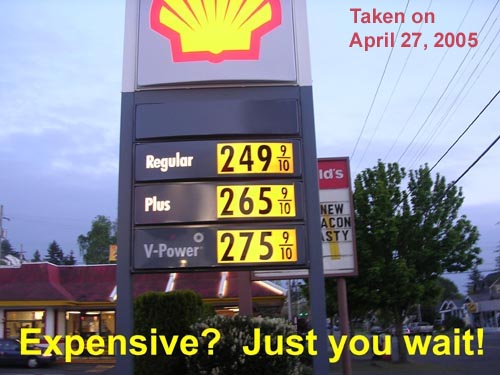 Taken on
April 27, 2005
Regular 249 9/10
Plus 265 9/10
V-Power 275 9/10
ld's
NEW
ACON
ASTY
Expensive? Just you wait!